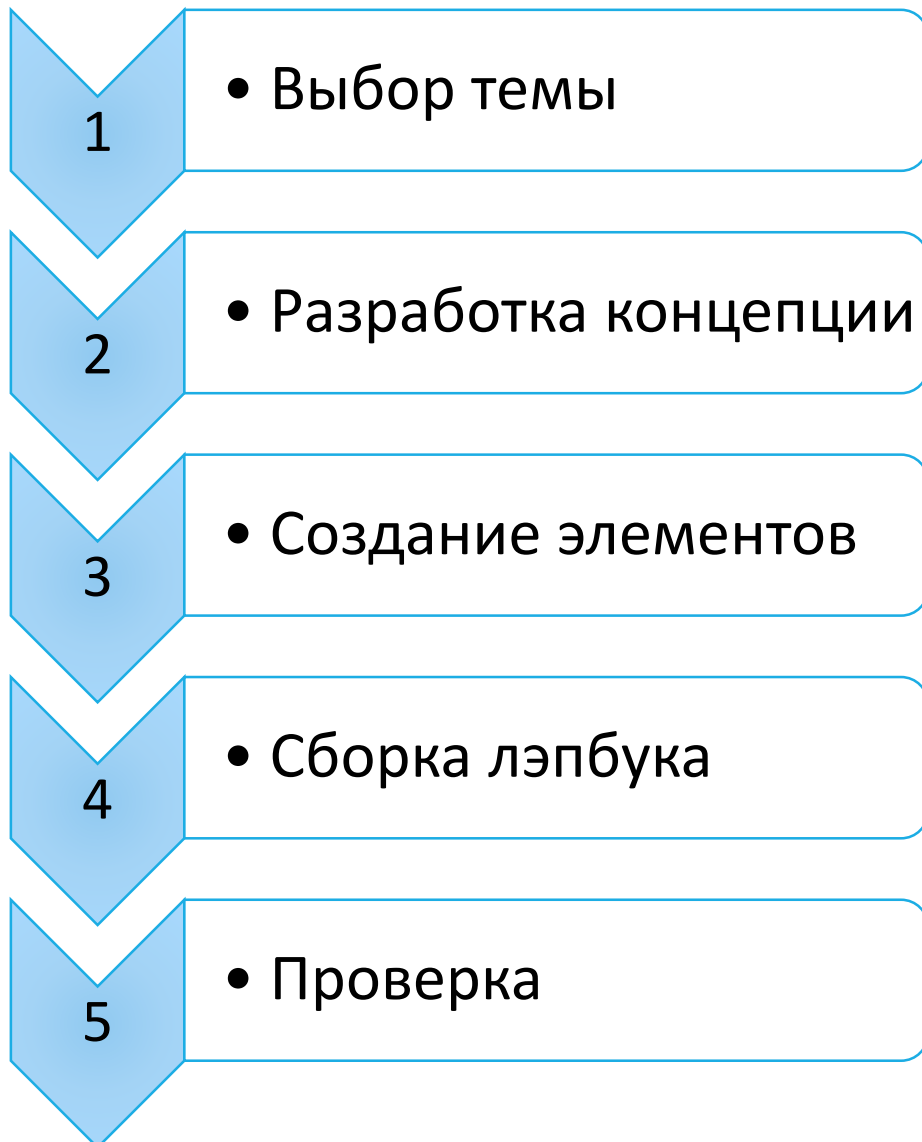 1
• Выбор темы
2
• Разработка концепции
3
• Создание элементов
4
• Сборка лэпбука
5
• Проверка